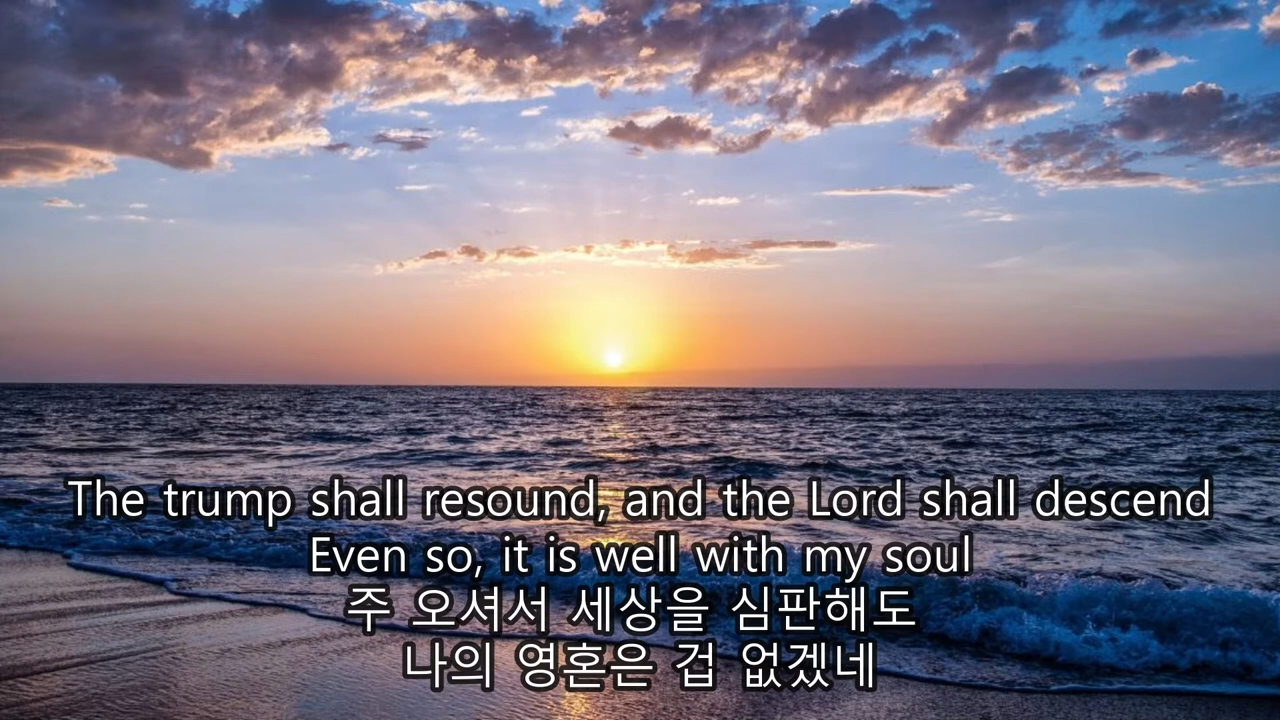 The trump shall resound, and the Lord shall descend
Even so, it is well with my soul
주 오셔서 세상을 심판해도
나의 영혼은 겁 없겠네